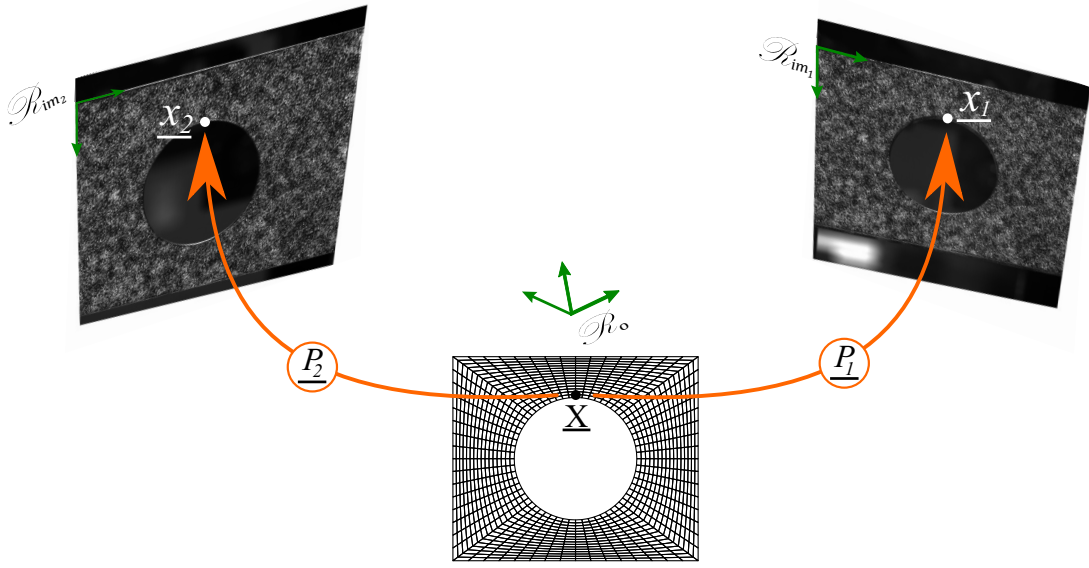 ℛim₂
x₂
ℛim₁
x₁
ℛ₀
P₂
P₁
X